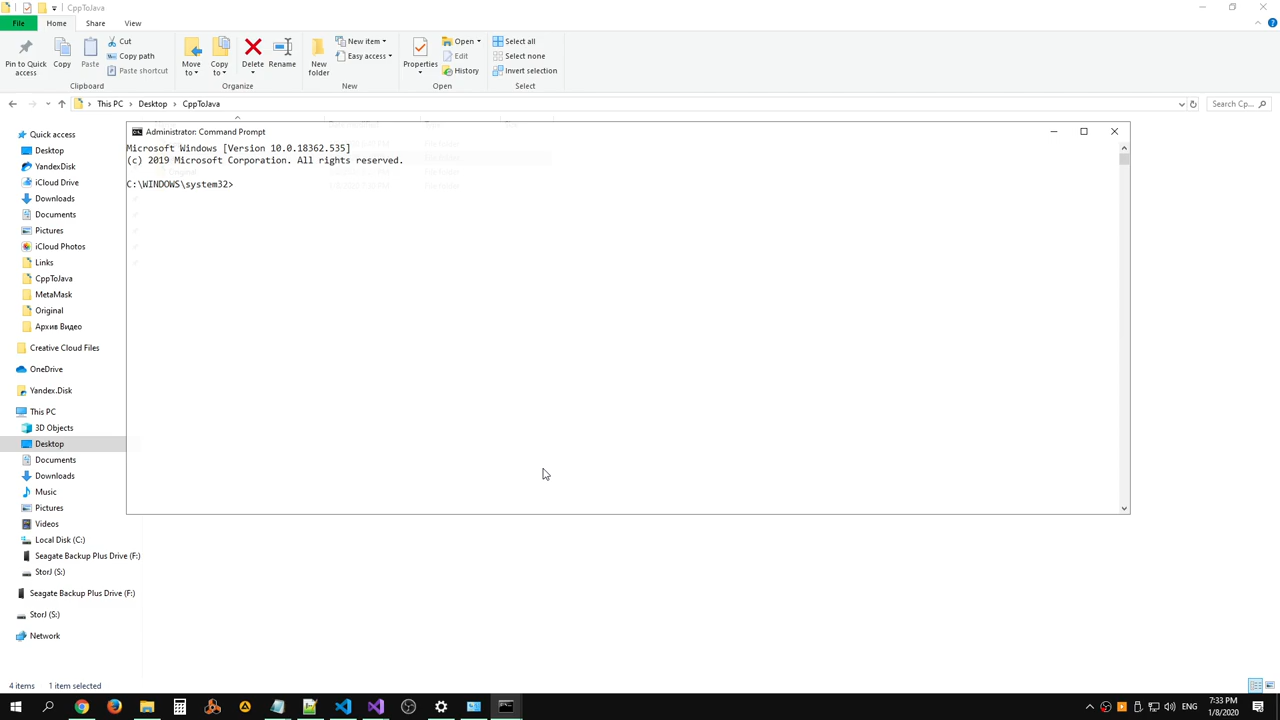 CppToJava
File Home Share View
Pin to Quick access
Copy
Paste
Cut
Copy path
Paste shortcut
Clipboard
Move to
Copy to
Delete
Rename
Organize
New folder
New item
Easy access
New
Properties
Open
Edit
History
Open
Select all
Select none
Invert selection
Select
This PC > Desktop > CppToJava
Search Cp...
Quick access
Desktop
YandexDisk
iCloud Drive
Downloads
Documents
Pictures
iCloud Photos
Links
CppToJava
MetaMask
Original
Архив Видео
Creative Cloud Files
OneDrive
Yandex.Disk
This PC
3D Objects
Desktop
Documents
Downloads
Music
Pictures
Videos
Local Disk (C:)
Seagate Backup Plus Drive (F:)
StorJ (S:)
Seagate Backup Plus Drive (F:)
StorJ (S:)
Network
Administrator: Command Prompt
Microsoft Windows [Version 10.0.18362.535]
(c) 2019 Microsoft Corporation. All rights reserved.
C:\WINDOWS\system32>
4 items 1 item selected
ENG
7:33 PM
1/8/2020